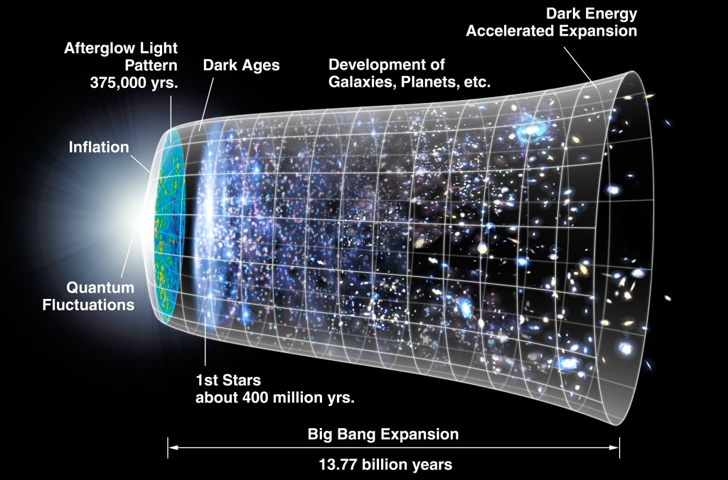 Dark Energy
Accelerated Expansion
Afterglow Light
Pattern
375,000 yrs.
Dark Ages
Development of
Galaxies, Planets, etc.
Inflation
Quantum
Fluctuations
1st Stars
about 400 million yrs.
Big Bang Expansion
13.77 billion years